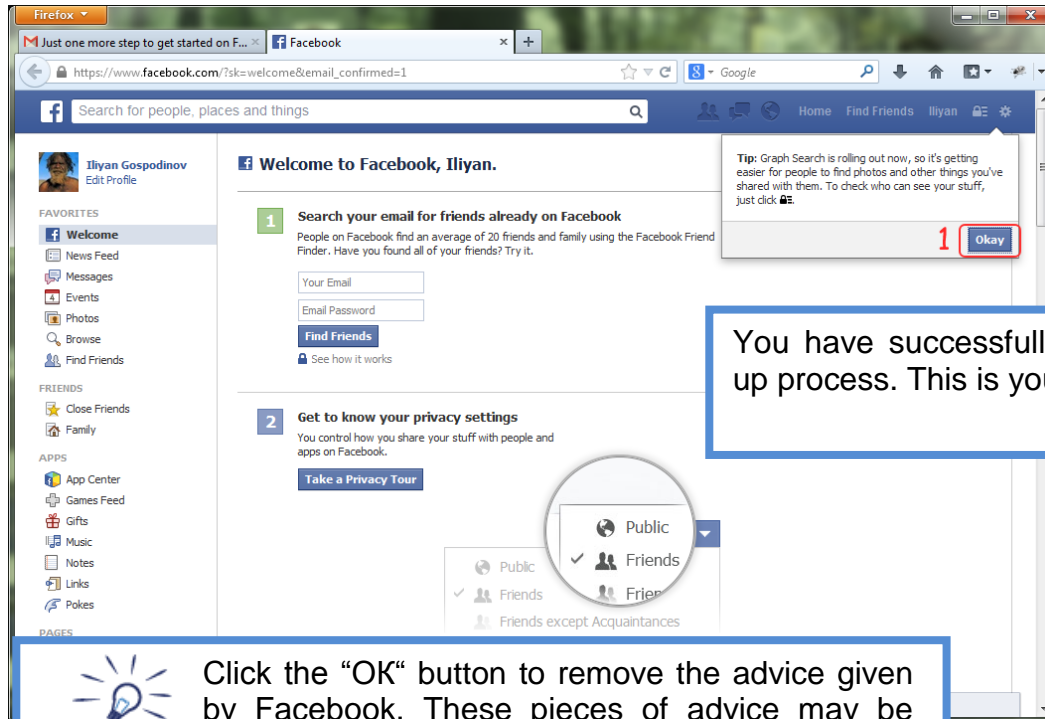 Firefox
Just one more step to get started on F...
Facebook
https://www.facebook.com/?sk=welcome&email_confirmed=1
Google
Search for people, places and things
Home Find Friends Iliyan
Iliyan Gospodinov
Edit Profile
FAVORITES
Welcome
News Feed
Messages
4 Events
Photos
Browse
Find Friends
FRIENDS
Close Friends
Family
APPS
App Center
Games Feed
Gifts
Music
Notes
Links
Pokes
PAGES
Welcome to Facebook, Iliyan.
1 Search your email for friends already on Facebook
People on Facebook find an average of 20 friends and family using the Facebook Friend
Finder. Have you found all of your friends? Try it.
Your Email
Email Password
Find Friends
See how it works
2 Get to know your privacy settings
You control how you share your stuff with people and
apps on Facebook.
Take a Privacy Tour
Public
Friends
Friends except Acquaintances
Public
Friends
Tip: Graph Search is rolling out now, so it's getting
easier for people to find photos and other things you've
shared with them. To check who can see your stuff,
just click .
1 Okay
You have successfull
up process. This is you
Click the “OK“ button to remove the advice given
by Facebook. These pieces of advice may be